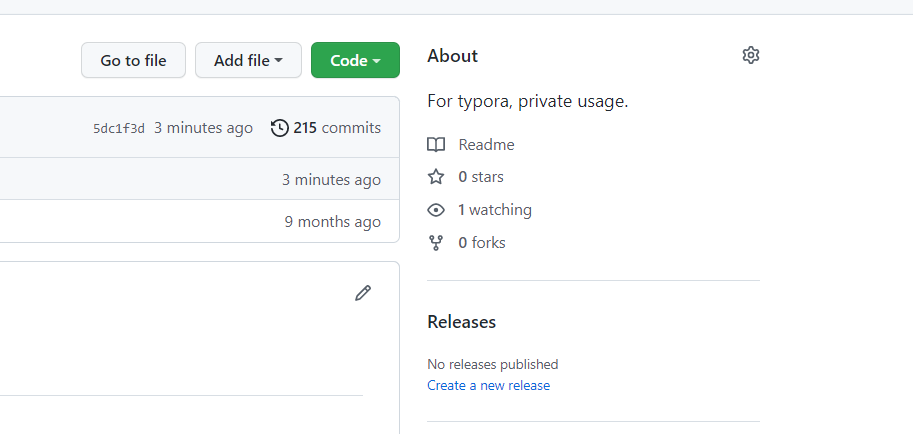 Go to file Add file Code
5dc1f3d 3 minutes ago 215 commits
3 minutes ago
9 months ago
About
For typora, private usage.
Readme
0 stars
1 watching
0 forks
Releases
No releases published
Create a new release